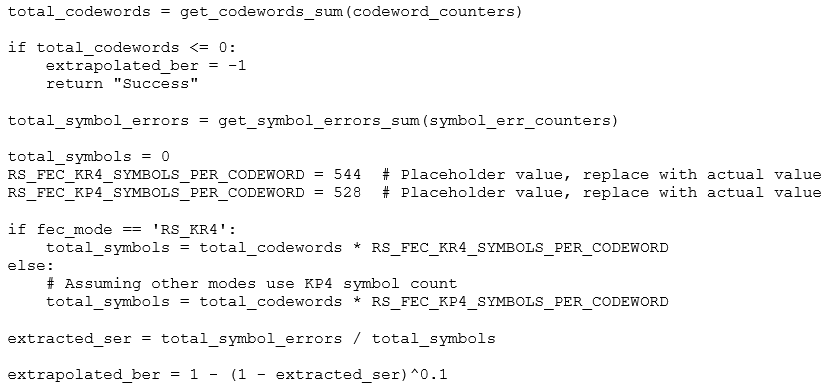 total_codewords = get_codewords_sum(codeword_counters)

if total_codewords <= 0:
    extrapolated_ber = -1
    return "Success"

total_symbol_errors = get_symbol_errors_sum(symbol_err_counters)

total_symbols = 0
RS_FEC_KR4_SYMBOLS_PER_CODEWORD = 544  # Placeholder value, replace with actual value
RS_FEC_KP4_SYMBOLS_PER_CODEWORD = 528  # Placeholder value, replace with actual value

if fec_mode == 'RS_KR4':
    total_symbols = total_codewords * RS_FEC_KR4_SYMBOLS_PER_CODEWORD
else:
    # Assuming other modes use KP4 symbol count
    total_symbols = total_codewords * RS_FEC_KP4_SYMBOLS_PER_CODEWORD

extracted_ser = total_symbol_errors / total_symbols

extrapolated_ber = 1 - (1 - extracted_ser)^0.1